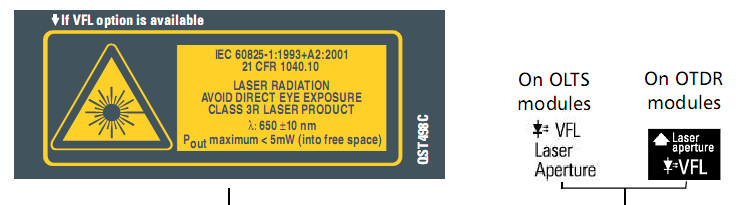 If VFL option is available
IEC 60825-1:1993+A2:2001
21 CFR 1040.10
LASER RADIATION
AVOID DIRECT EYE EXPOSURE
CLASS 3R LASER PRODUCT
λ: 650 ±10 nm
Pout maximum < 5mW (into free space)
QST498C
On OLTS
modules
VFL
Laser
Aperture
On OTDR
modules
Laser
aperture
VFL